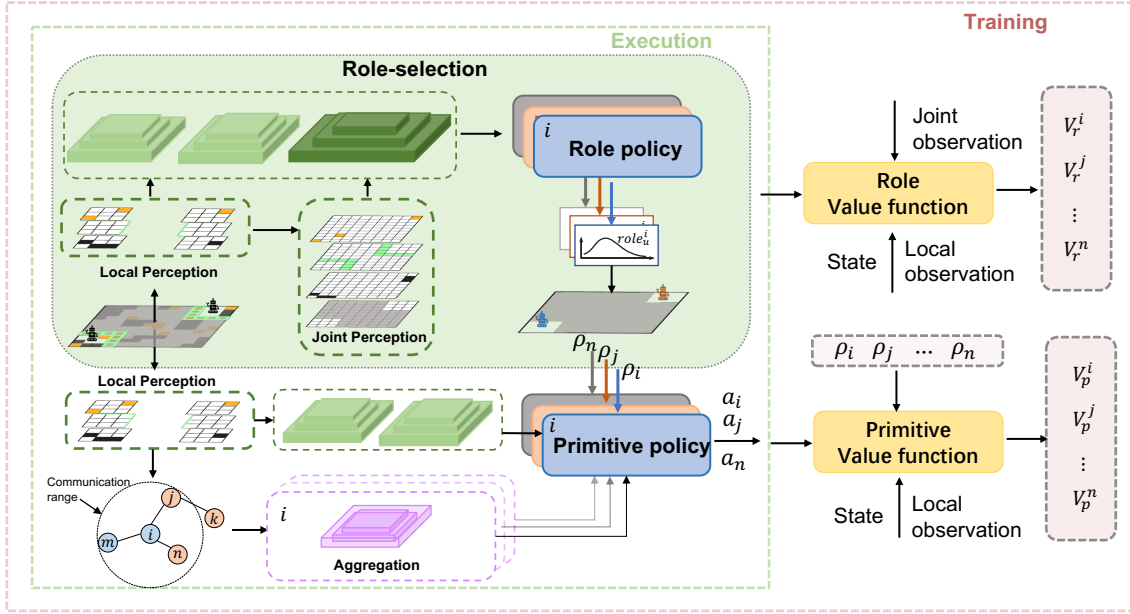 Training
Execution
Role-selection
i
Role policy
role_u^i
Local Perception
Joint Perception
Joint
observation
Role
Value function
State
Local
observation
V_r^i
V_r^j
⋮
V_r^n
Local Perception
ρ_n
ρ_j
ρ_i
i
Primitive policy
a_i
a_j
a_n
ρ_i ρ_j ... ρ_n
Primitive
Value function
State
Local
observation
V_p^i
V_p^j
⋮
V_p^n
Communication
range
j
k
m
i
n
i
Aggregation